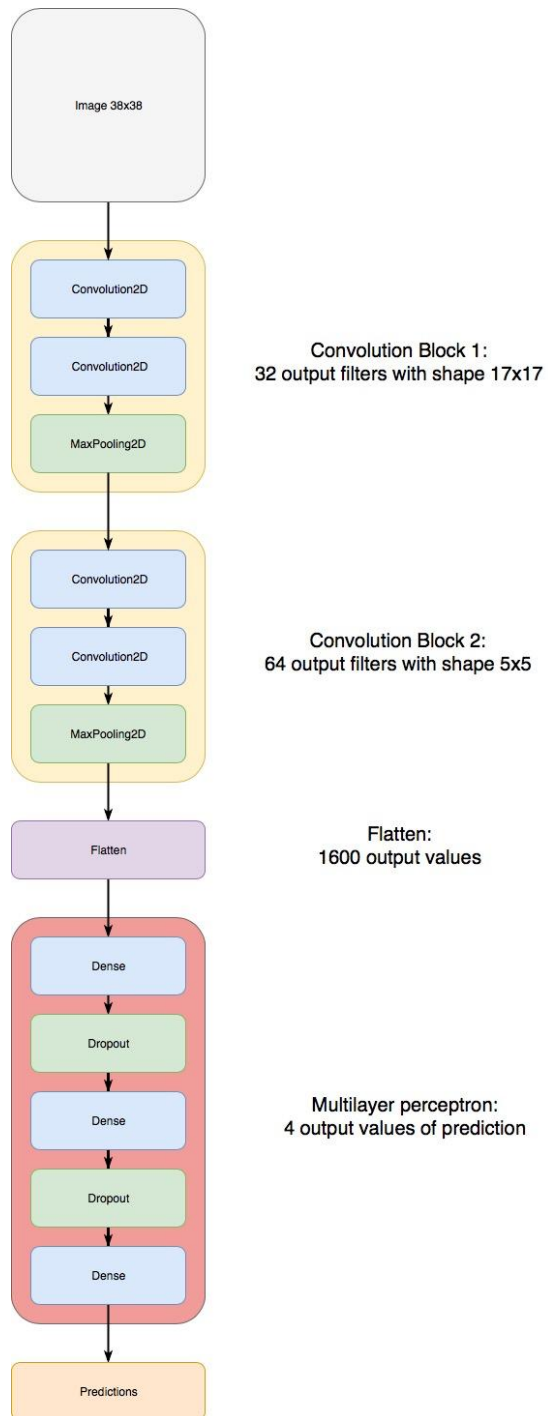 Image 38x38
Convolution2D
Convolution2D
MaxPooling2D
Convolution Block 1:
32 output filters with shape 17x17
Convolution2D
Convolution2D
MaxPooling2D
Convolution Block 2:
64 output filters with shape 5x5
Flatten
Flatten:
1600 output values
Dense
Dropout
Dense
Dropout
Dense
Multilayer perceptron:
4 output values of prediction
Predictions